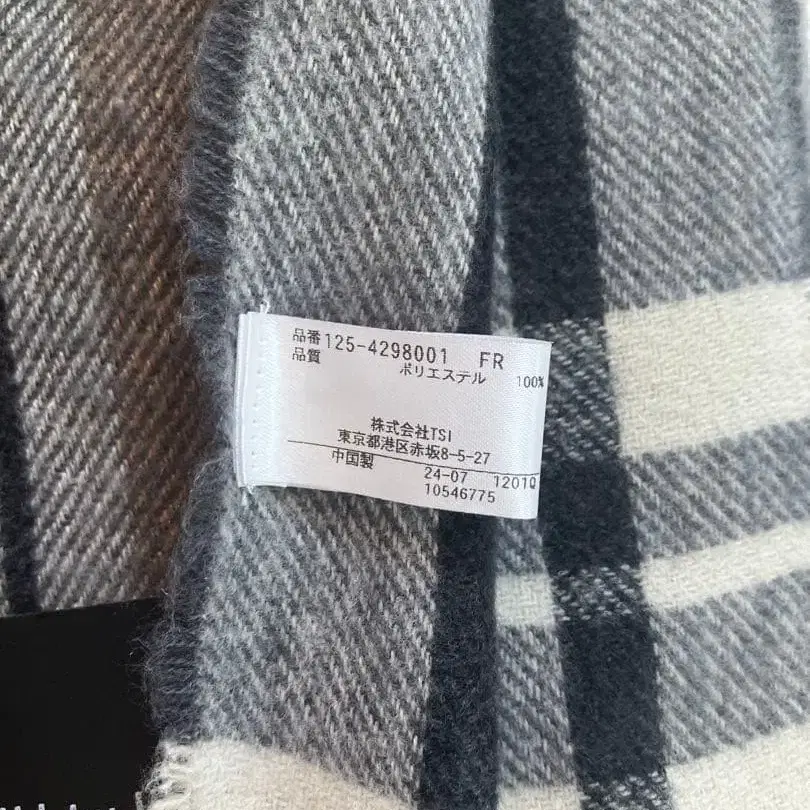 品番125-4298001 FR
品質
ポリエステル 100%
株式会社TSI
東京都港区赤坂8-5-27
中国製 24-07 1201Q
10546775